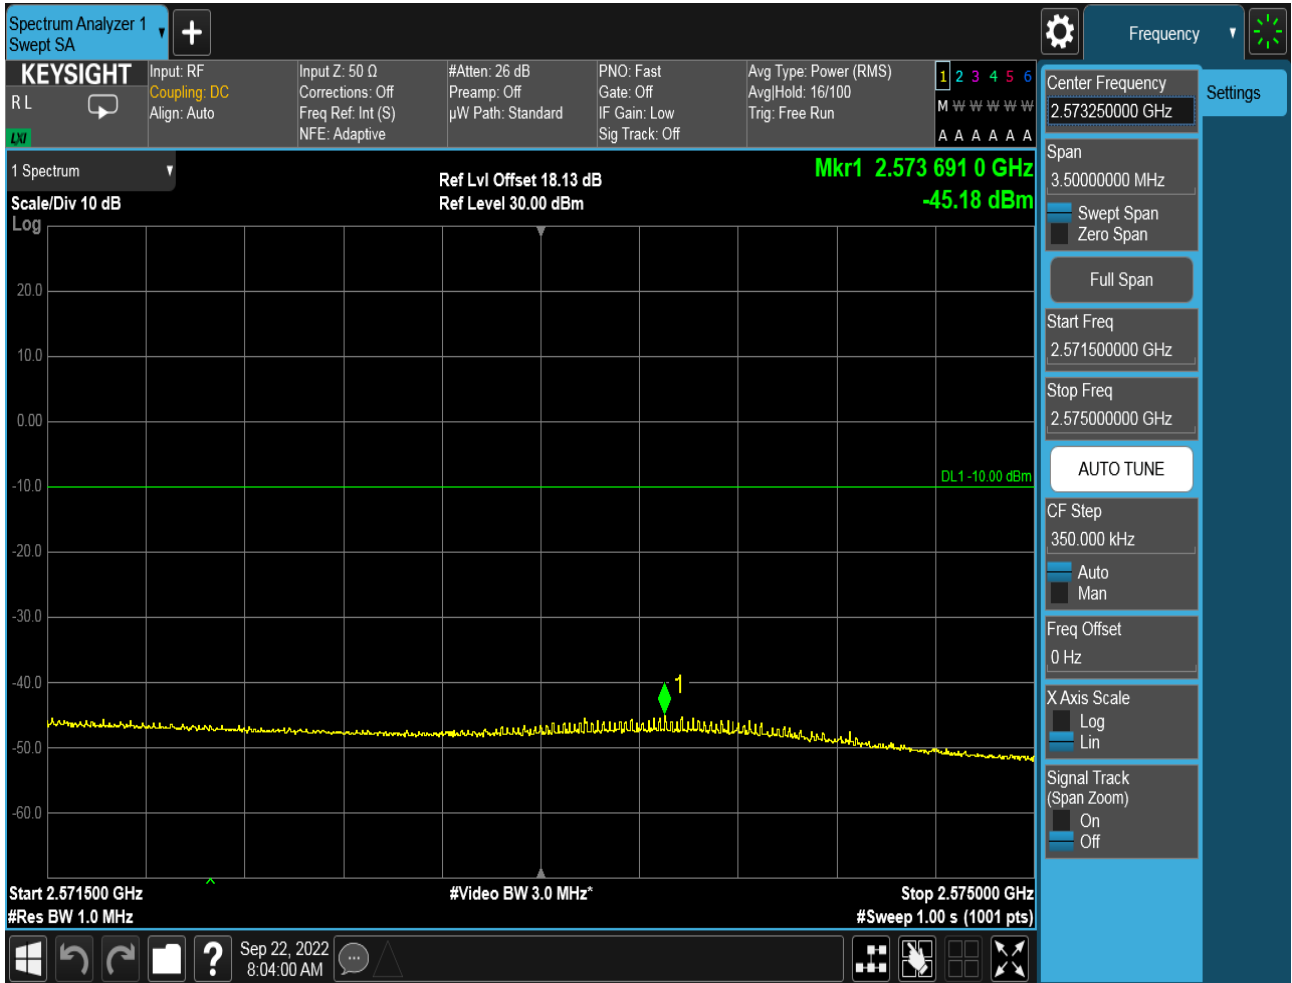 Spectrum Analyzer 1
Swept SA
Frequency
KEYSIGHT
R L
LXI
Input: RF
Coupling: DC
Align: Auto
Input Z: 50 Ω
Corrections: Off
Freq Ref: Int (S)
NFE: Adaptive
#Atten: 26 dB
Preamp: Off
µW Path: Standard
PNO: Fast
Gate: Off
IF Gain: Low
Sig Track: Off
Avg Type: Power (RMS)
Avg|Hold: 16/100
Trig: Free Run
1 2 3 4 5 6
M W W W W W
A A A A A A
1 Spectrum
Scale/Div 10 dB
Log
Ref Lvl Offset 18.13 dB
Ref Level 30.00 dBm
Mkr1 2.573 691 0 GHz
-45.18 dBm
20.0
10.0
0.00
-10.0
-20.0
-30.0
-40.0
-50.0
-60.0
DL1 -10.00 dBm
1
Start 2.571500 GHz
#Res BW 1.0 MHz
#Video BW 3.0 MHz*
Stop 2.575000 GHz
#Sweep 1.00 s (1001 pts)
Center Frequency
2.573250000 GHz
Settings
Span
3.50000000 MHz
Swept Span
Zero Span
Full Span
Start Freq
2.571500000 GHz
Stop Freq
2.575000000 GHz
AUTO TUNE
CF Step
350.000 kHz
Auto
Man
Freq Offset
0 Hz
X Axis Scale
Log
Lin
Signal Track
(Span Zoom)
On
Off
?
Sep 22, 2022
8:04:00 AM